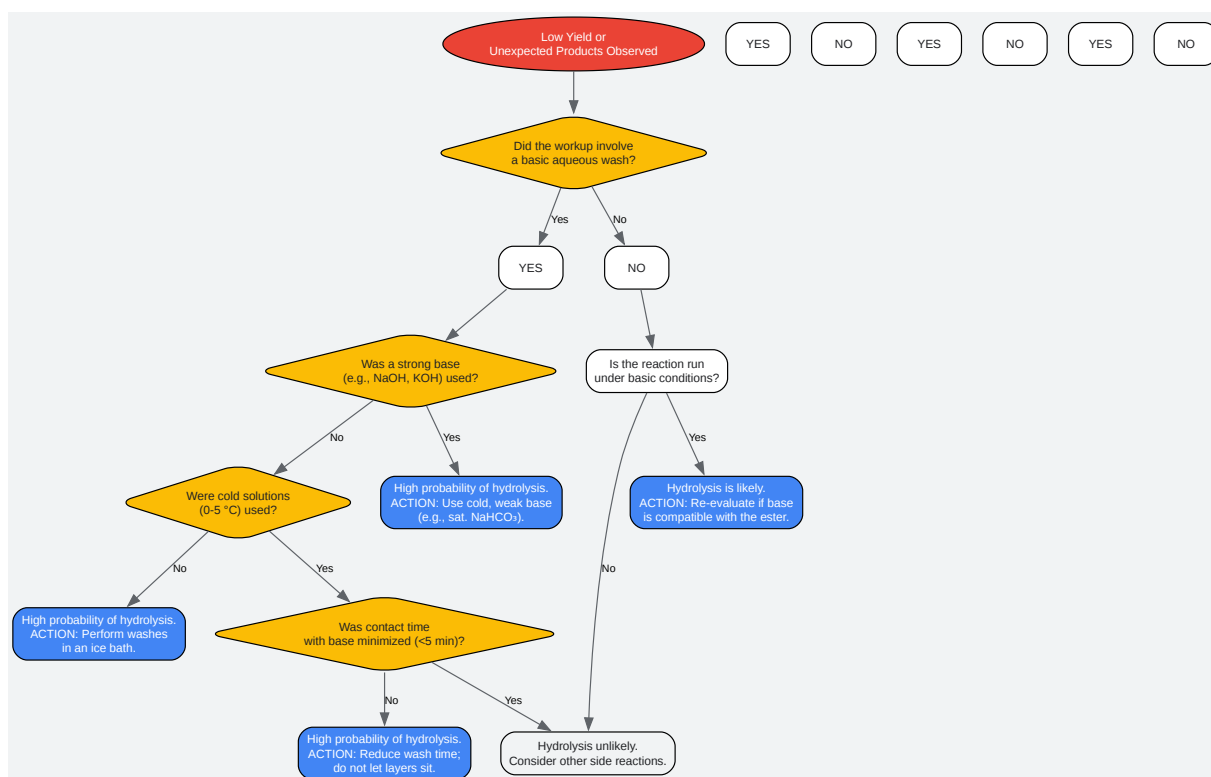 Low Yield or
Unexpected Products Observed
YES
NO
YES
NO
YES
NO
Did the workup involve
a basic aqueous wash?
Yes
No
YES
NO
Was a strong base
(e.g., NaOH, KOH) used?
Is the reaction run
under basic conditions?
No
Yes
Yes
Were cold solutions
(0-5 °C) used?
High probability of hydrolysis.
ACTION: Use cold, weak base
(e.g., sat. NaHCO₃).
Hydrolysis is likely.
ACTION: Re-evaluate if base
is compatible with the ester.
No
Yes
No
High probability of hydrolysis.
ACTION: Perform washes
in an ice bath.
Was contact time
with base minimized (<5 min)?
No
Yes
High probability of hydrolysis.
ACTION: Reduce wash time;
do not let layers sit.
Hydrolysis unlikely.
Consider other side reactions.